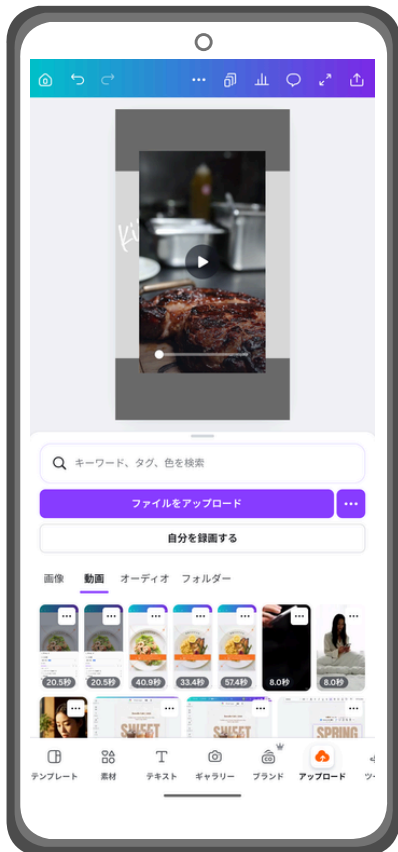 Ki
キーワード、タグ、色を検索
ファイルをアップロード
自分を録画する
画像 動画 オーディオ フォルダー
20.5秒 20.5秒 40.9秒 33.4秒 57.4秒 8.0秒 8.0秒
SWEET SWEET SPRING
テンプレート 素材 テキスト ギャラリー ブランド アップロード ツー